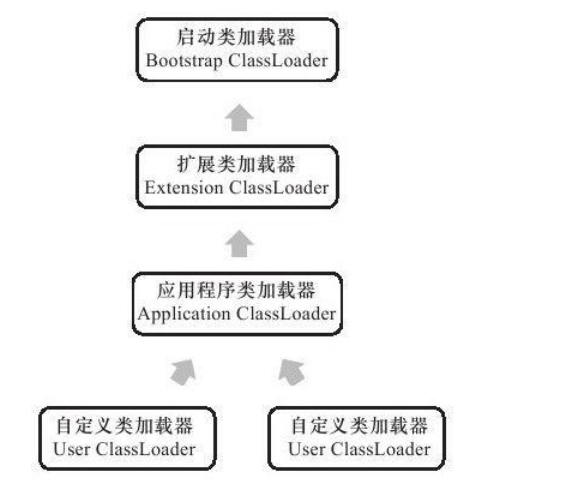 启动类加载器
Bootstrap ClassLoader
扩展类加载器
Extension ClassLoader
应用程序类加载器
Application ClassLoader
自定义类加载器
User ClassLoader
自定义类加载器
User ClassLoader